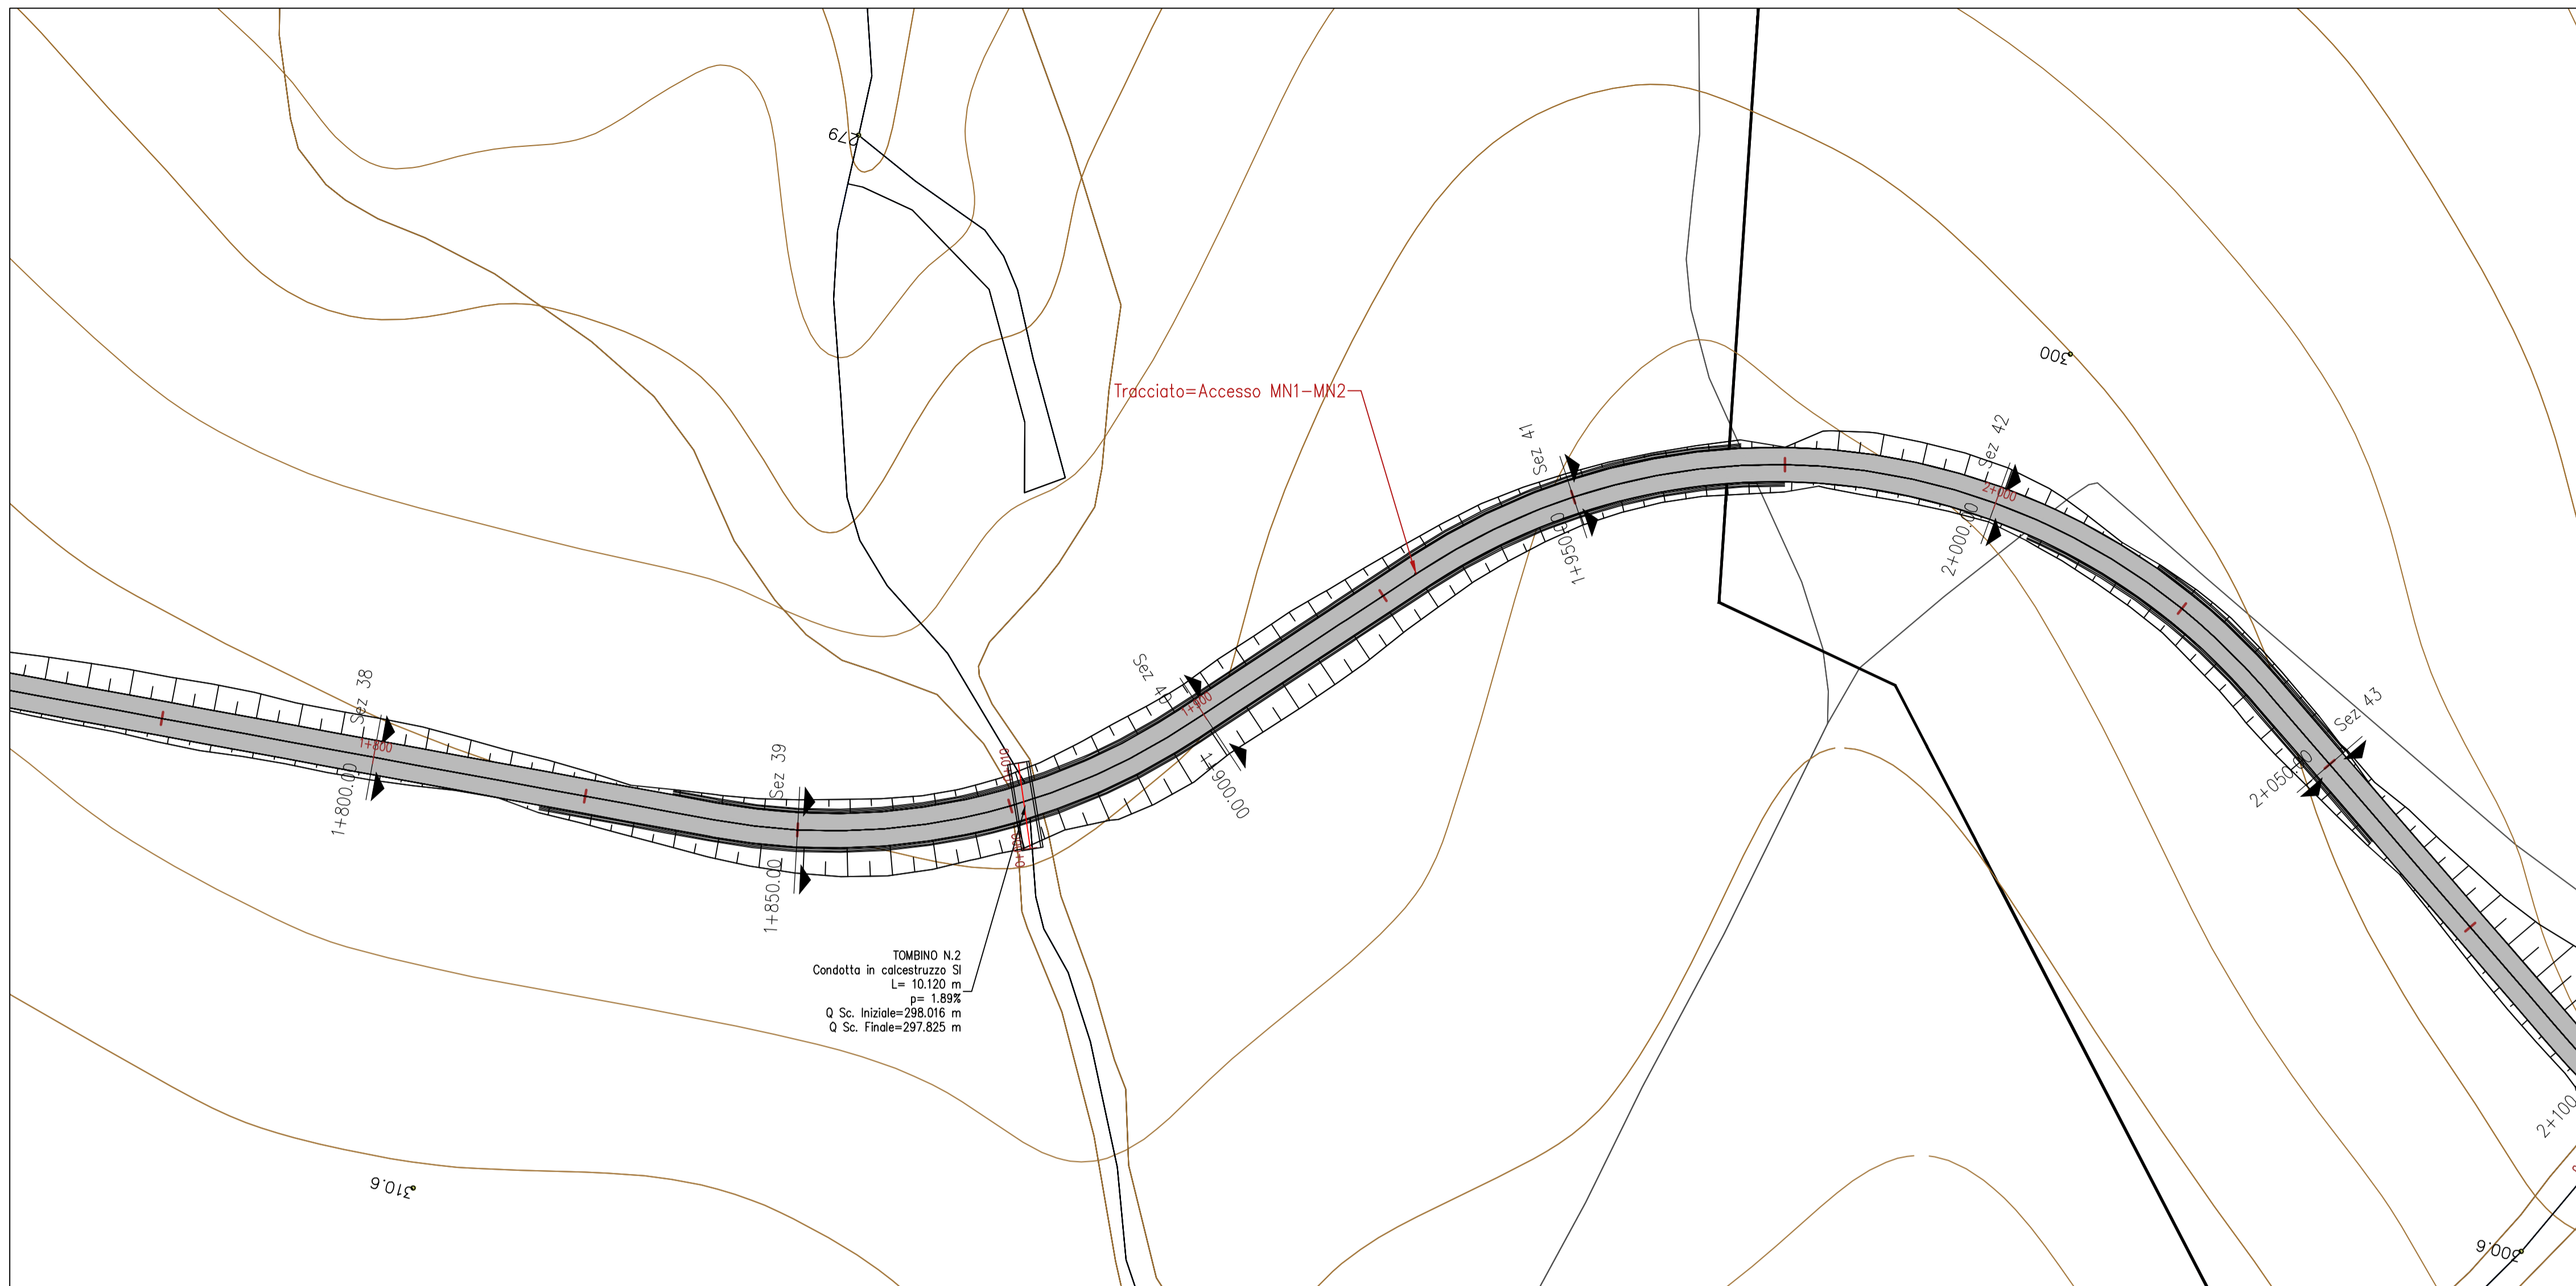 279
300
Tracciato=Accesso MN1-MN2
Sez 38
1+800
1+800.00
Sez 39
1+850.00
Sez 40
1+900
1+900.00
Sez 41
1+950.00
Sez 42
2+000
2+000.00
Sez 43
2+050.00
2+100
TOMBINO N.2
Condotta in calcestruzzo SI
L= 10.120 m
p= 1.89%
Q Sc. Iniziale=298.016 m
Q Sc. Finale=297.825 m
310.6
300.6